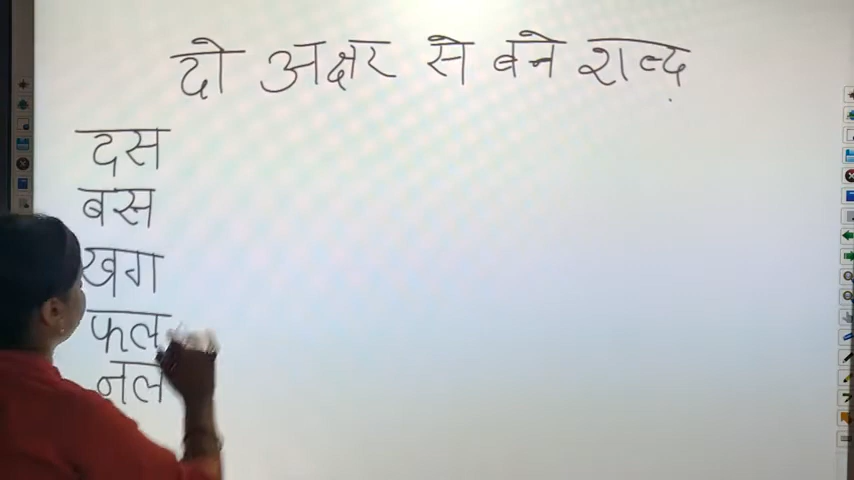 दो अक्षर से बने शब्द
दस
बस
खग
फल
नल